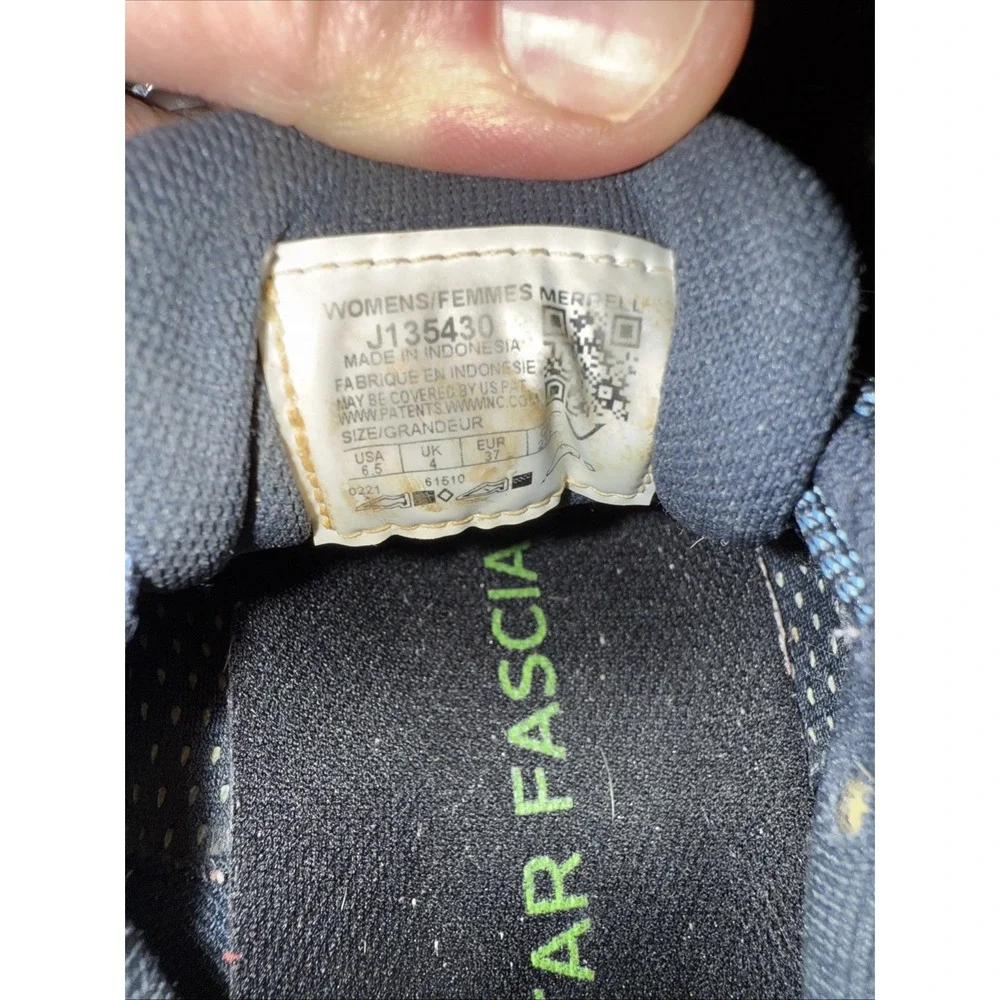 WOMENS/FEMMES MERRELL
J135430
MADE IN INDONESIA
FABRIQUE EN INDONESIE
MAY BE COVERED BY US PAT.
WWW.PATENTS.WWWINC.COM
SIZE/GRANDEUR
USA UK EUR
6.5 4 37
0221 61510
TAR FASCIA